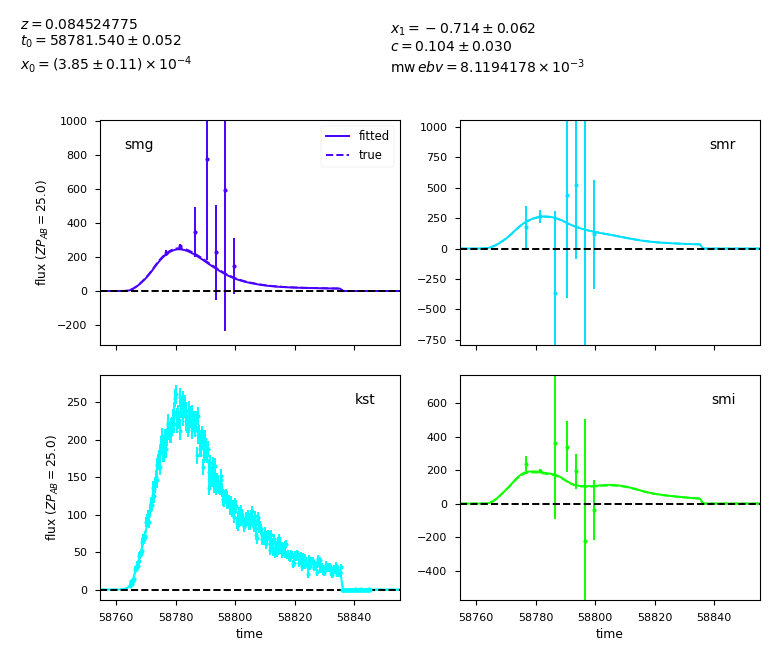 z = 0.084524775
t₀ = 58781.540 ± 0.052
x₀ = (3.85 ± 0.11) × 10⁻⁴
x₁ = −0.714 ± 0.062
c = 0.104 ± 0.030
mw ebv = 8.1194178 × 10⁻³
smg
fitted
true
1000
800
600
400
200
0
−200
flux (ZP_AB = 25.0)
smr
1000
750
500
250
0
−250
−500
−750
kst
250
200
150
100
50
0
flux (ZP_AB = 25.0)
58760 58780 58800 58820 58840
time
smi
600
400
200
0
−200
−400
58760 58780 58800 58820 58840
time